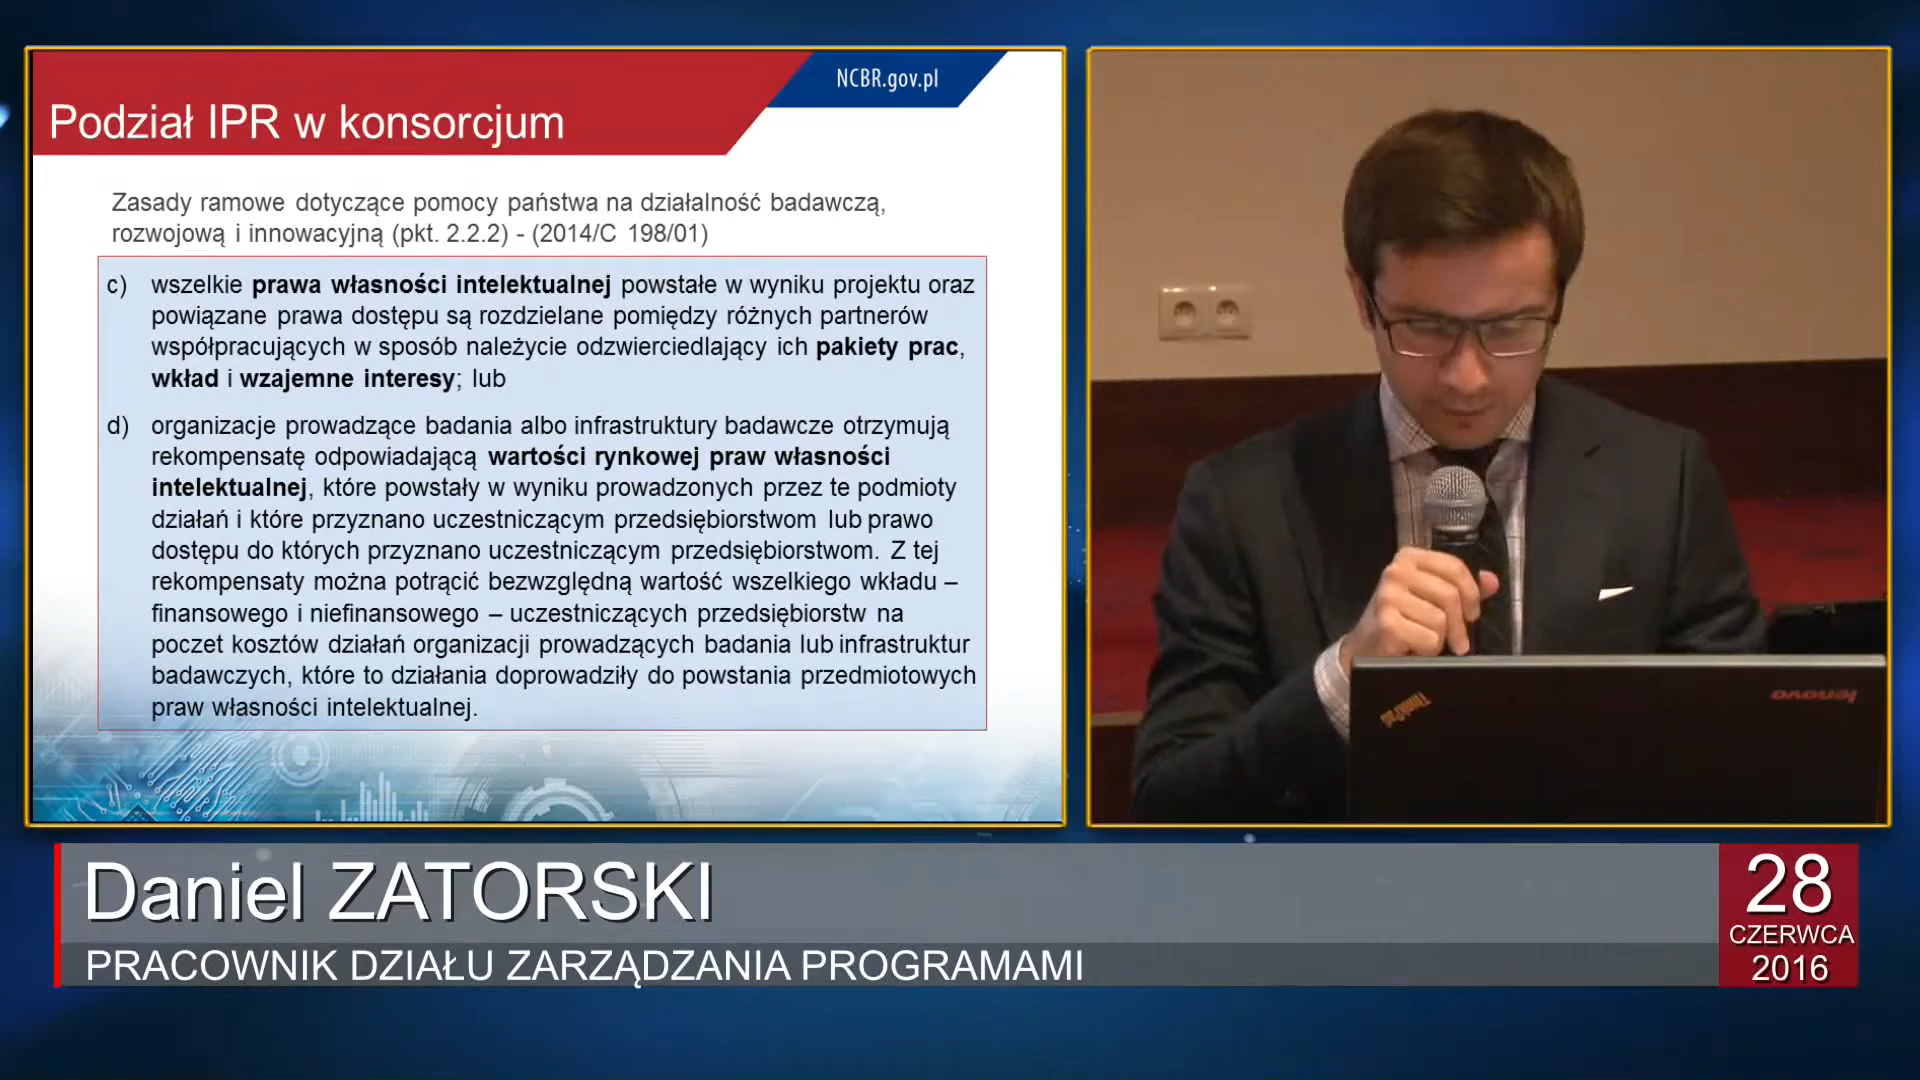 NCBR.gov.pl
Podział IPR w konsorcjum
Zasady ramowe dotyczące pomocy państwa na działalność badawczą,
rozwojową i innowacyjną (pkt. 2.2.2) - (2014/C 198/01)
c) wszelkie prawa własności intelektualnej powstałe w wyniku projektu oraz
powiązane prawa dostępu są rozdzielane pomiędzy różnych partnerów
współpracujących w sposób należycie odzwierciedlający ich pakiety prac,
wkład i wzajemne interesy; lub
d) organizacje prowadzące badania albo infrastruktury badawcze otrzymują
rekompensatę odpowiadającą wartości rynkowej praw własności
intelektualnej, które powstały w wyniku prowadzonych przez te podmioty
działań i które przyznano uczestniczącym przedsiębiorstwom lub prawo
dostępu do których przyznano uczestniczącym przedsiębiorstwom. Z tej
rekompensaty można potrącić bezwzględną wartość wszelkiego wkładu –
finansowego i niefinansowego – uczestniczących przedsiębiorstw na
poczet kosztów działań organizacji prowadzących badania lub infrastruktur
badawczych, które to działania doprowadziły do powstania przedmiotowych
praw własności intelektualnej.
ThinkPad
lenovo
Daniel ZATORSKI
PRACOWNIK DZIAŁU ZARZĄDZANIA PROGRAMAMI
28
CZERWCA
2016